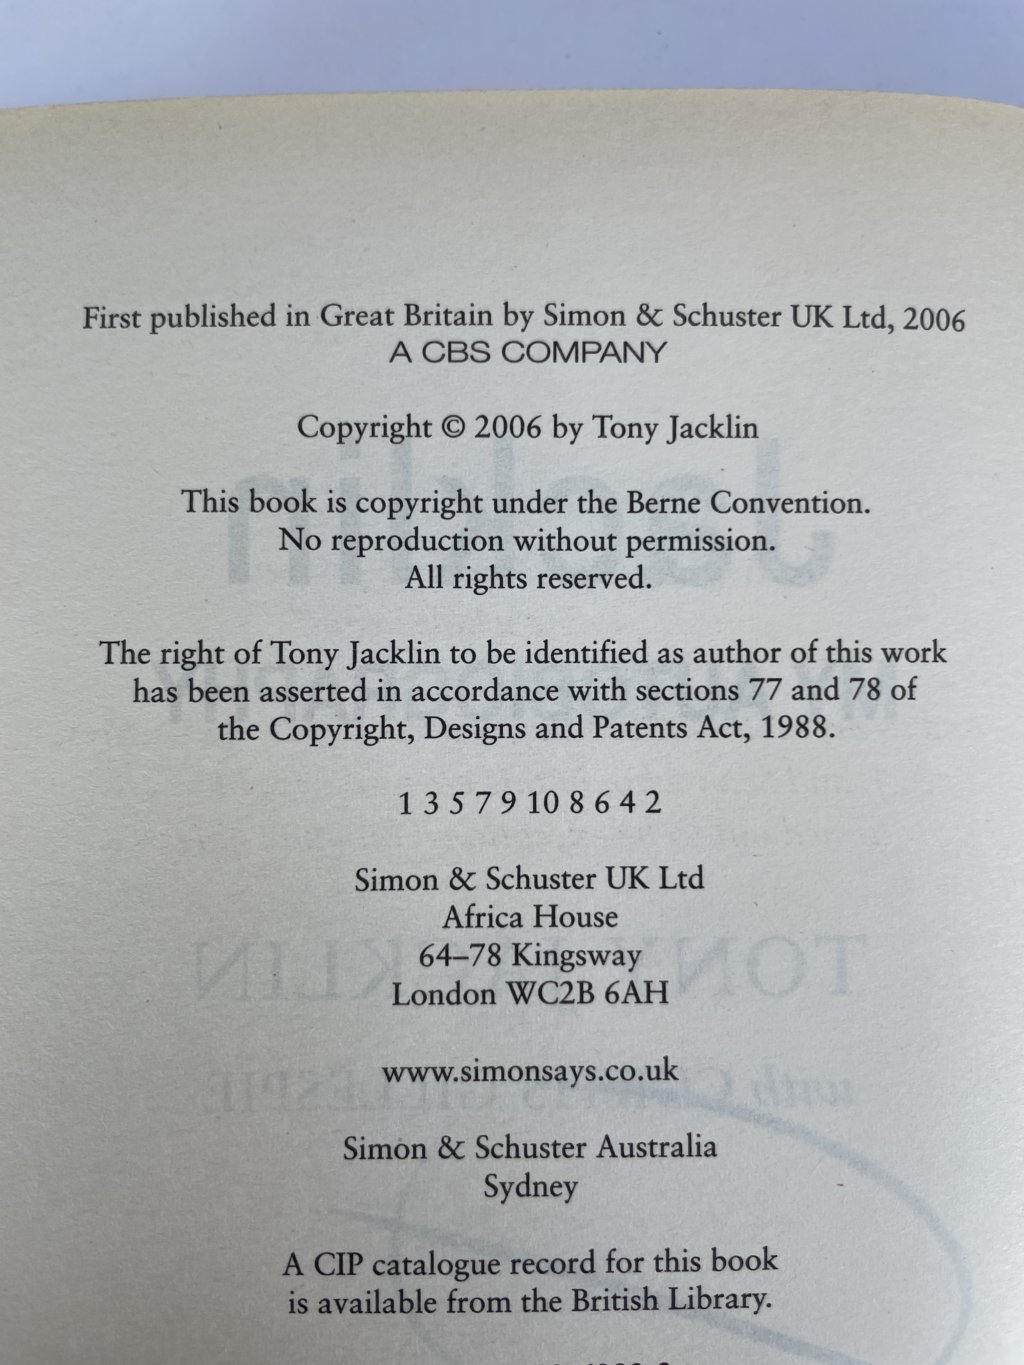 First published in Great Britain by Simon & Schuster UK Ltd, 2006
A CBS COMPANY
Copyright © 2006 by Tony Jacklin
This book is copyright under the Berne Convention.
No reproduction without permission.
All rights reserved.
The right of Tony Jacklin to be identified as author of this work
has been asserted in accordance with sections 77 and 78 of
the Copyright, Designs and Patents Act, 1988.
1 3 5 7 9 10 8 6 4 2
Simon & Schuster UK Ltd
Africa House
64–78 Kingsway
London WC2B 6AH
www.simonsays.co.uk
Simon & Schuster Australia
Sydney
A CIP catalogue record for this book
is available from the British Library.